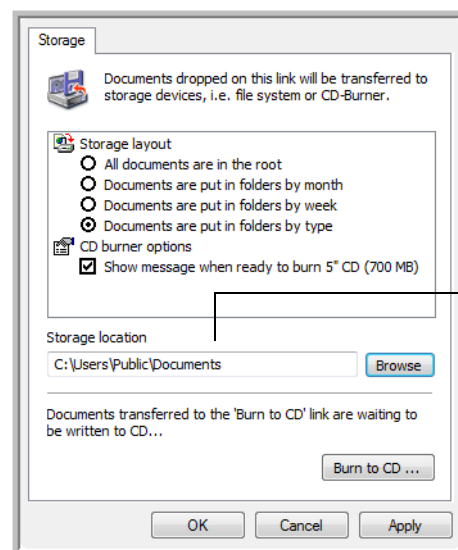 Storage
Documents dropped on this link will be transferred to
storage devices, i.e. file system or CD-Burner.
Storage layout
All documents are in the root
Documents are put in folders by month
Documents are put in folders by week
Documents are put in folders by type
CD burner options
Show message when ready to burn 5" CD (700 MB)
Storage location
C:\Users\Public\Documents
Browse
Documents transferred to the 'Burn to CD' link are waiting to
be written to CD...
Burn to CD ...
OK
Cancel
Apply